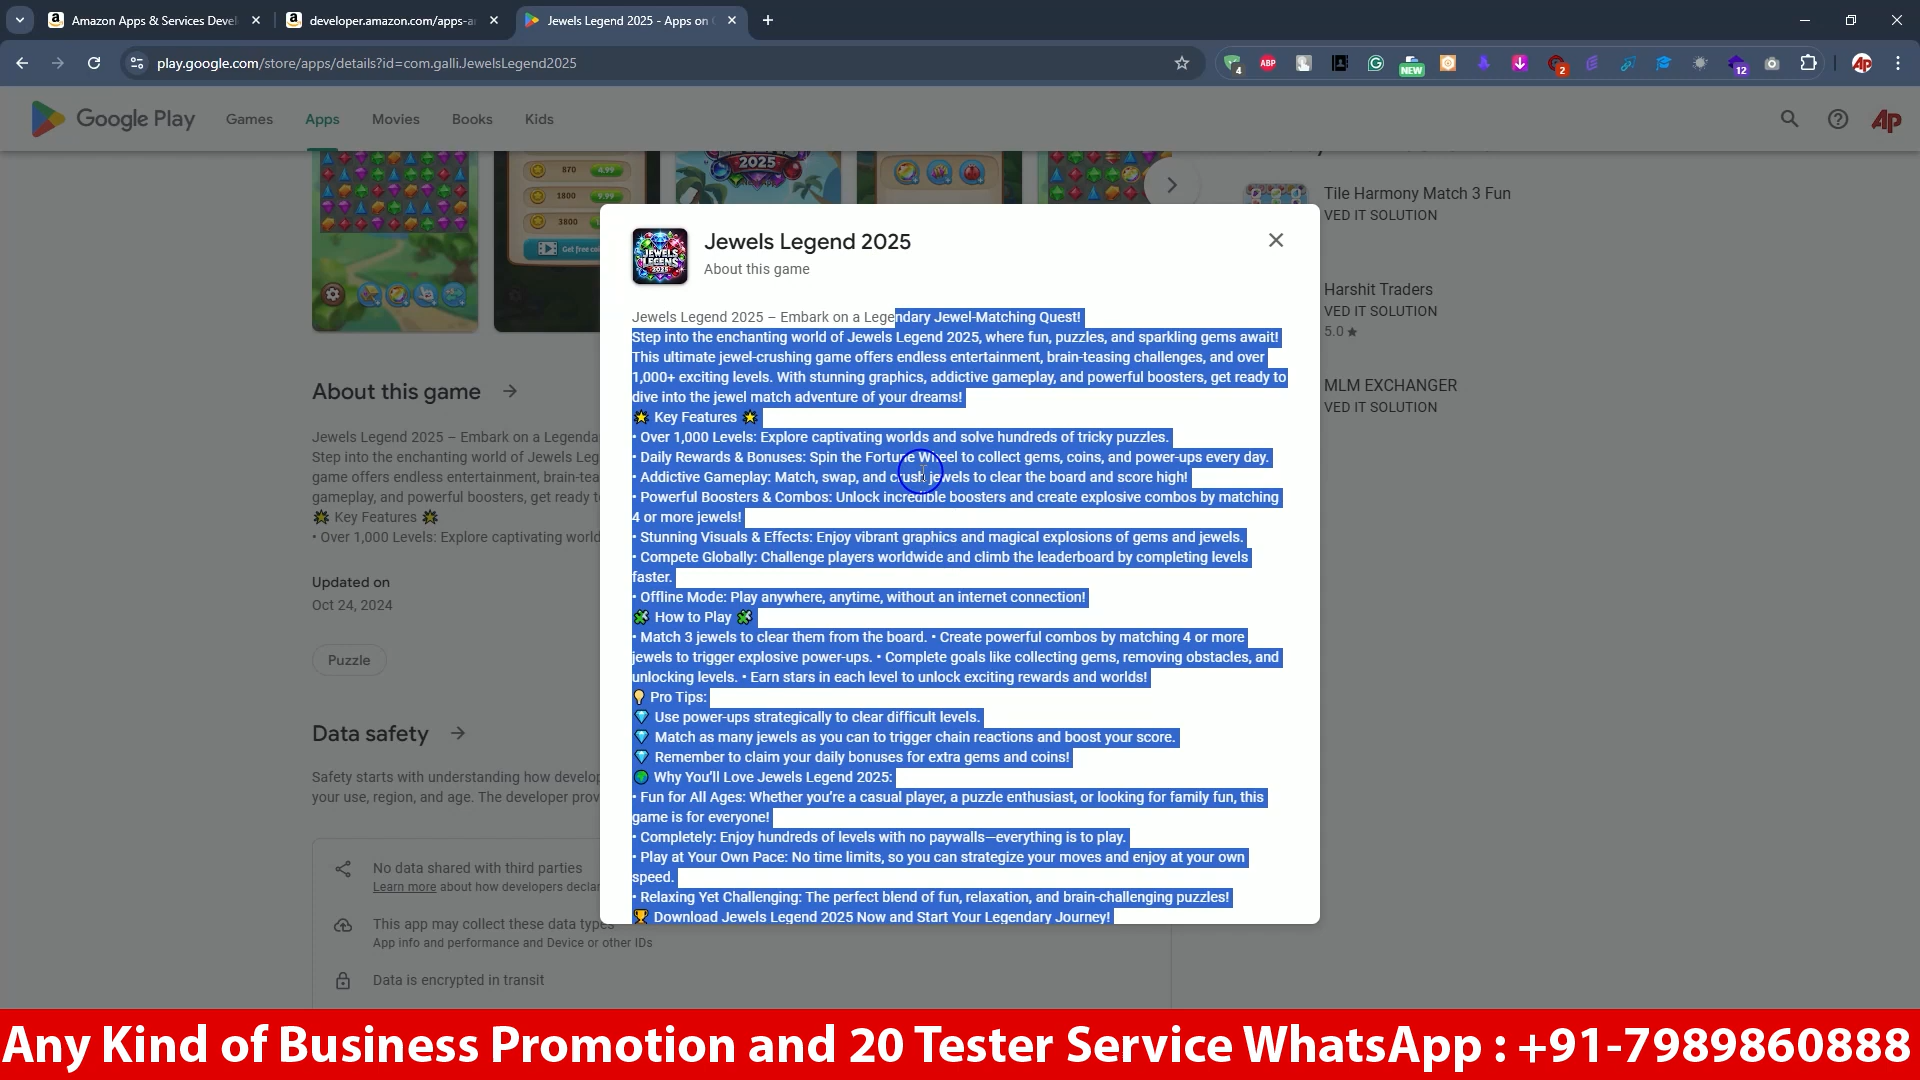 Amazon Apps & Services Devel
developer.amazon.com/apps-a
Jewels Legend 2025 - Apps on
play.google.com/store/apps/details?id=com.galli.JewelsLegend2025
4
ABP
NEW
2
12
Google Play
Games
Apps
Movies
Books
Kids
870 4.99
1800 9.99
3800
Get free coi
2025
Tile Harmony Match 3 Fun
VED IT SOLUTION
Harshit Traders
VED IT SOLUTION
5.0 ★
MLM EXCHANGER
VED IT SOLUTION
About this game →
Jewels Legend 2025 – Embark on a Legenda
Step into the enchanting world of Jewels Leg
game offers endless entertainment, brain-tea
gameplay, and powerful boosters, get ready to
🌟 Key Features 🌟
• Over 1,000 Levels: Explore captivating world
Updated on
Oct 24, 2024
Puzzle
Data safety →
Safety starts with understanding how develop
your use, region, and age. The developer prov
No data shared with third parties
Learn more about how developers declar
This app may collect these data types
App info and performance and Device or other IDs
Data is encrypted in transit
JEWELS
LEGENS
2025
Jewels Legend 2025
About this game
Jewels Legend 2025 – Embark on a Legendary Jewel-Matching Quest!
Step into the enchanting world of Jewels Legend 2025, where fun, puzzles, and sparkling gems await!
This ultimate jewel-crushing game offers endless entertainment, brain-teasing challenges, and over
1,000+ exciting levels. With stunning graphics, addictive gameplay, and powerful boosters, get ready to
dive into the jewel match adventure of your dreams!
🌟 Key Features 🌟
• Over 1,000 Levels: Explore captivating worlds and solve hundreds of tricky puzzles.
• Daily Rewards & Bonuses: Spin the Fortune Wheel to collect gems, coins, and power-ups every day.
• Addictive Gameplay: Match, swap, and crush jewels to clear the board and score high!
• Powerful Boosters & Combos: Unlock incredible boosters and create explosive combos by matching
4 or more jewels!
• Stunning Visuals & Effects: Enjoy vibrant graphics and magical explosions of gems and jewels.
• Compete Globally: Challenge players worldwide and climb the leaderboard by completing levels
faster.
• Offline Mode: Play anywhere, anytime, without an internet connection!
🧩 How to Play 🧩
• Match 3 jewels to clear them from the board. • Create powerful combos by matching 4 or more
jewels to trigger explosive power-ups. • Complete goals like collecting gems, removing obstacles, and
unlocking levels. • Earn stars in each level to unlock exciting rewards and worlds!
💡 Pro Tips:
💎 Use power-ups strategically to clear difficult levels.
💎 Match as many jewels as you can to trigger chain reactions and boost your score.
💎 Remember to claim your daily bonuses for extra gems and coins!
🌍 Why You'll Love Jewels Legend 2025:
• Fun for All Ages: Whether you're a casual player, a puzzle enthusiast, or looking for family fun, this
game is for everyone!
• Completely: Enjoy hundreds of levels with no paywalls—everything is to play.
• Play at Your Own Pace: No time limits, so you can strategize your moves and enjoy at your own
speed.
• Relaxing Yet Challenging: The perfect blend of fun, relaxation, and brain-challenging puzzles!
🏆 Download Jewels Legend 2025 Now and Start Your Legendary Journey!
Any Kind of Business Promotion and 20 Tester Service WhatsApp : +91-7989860888